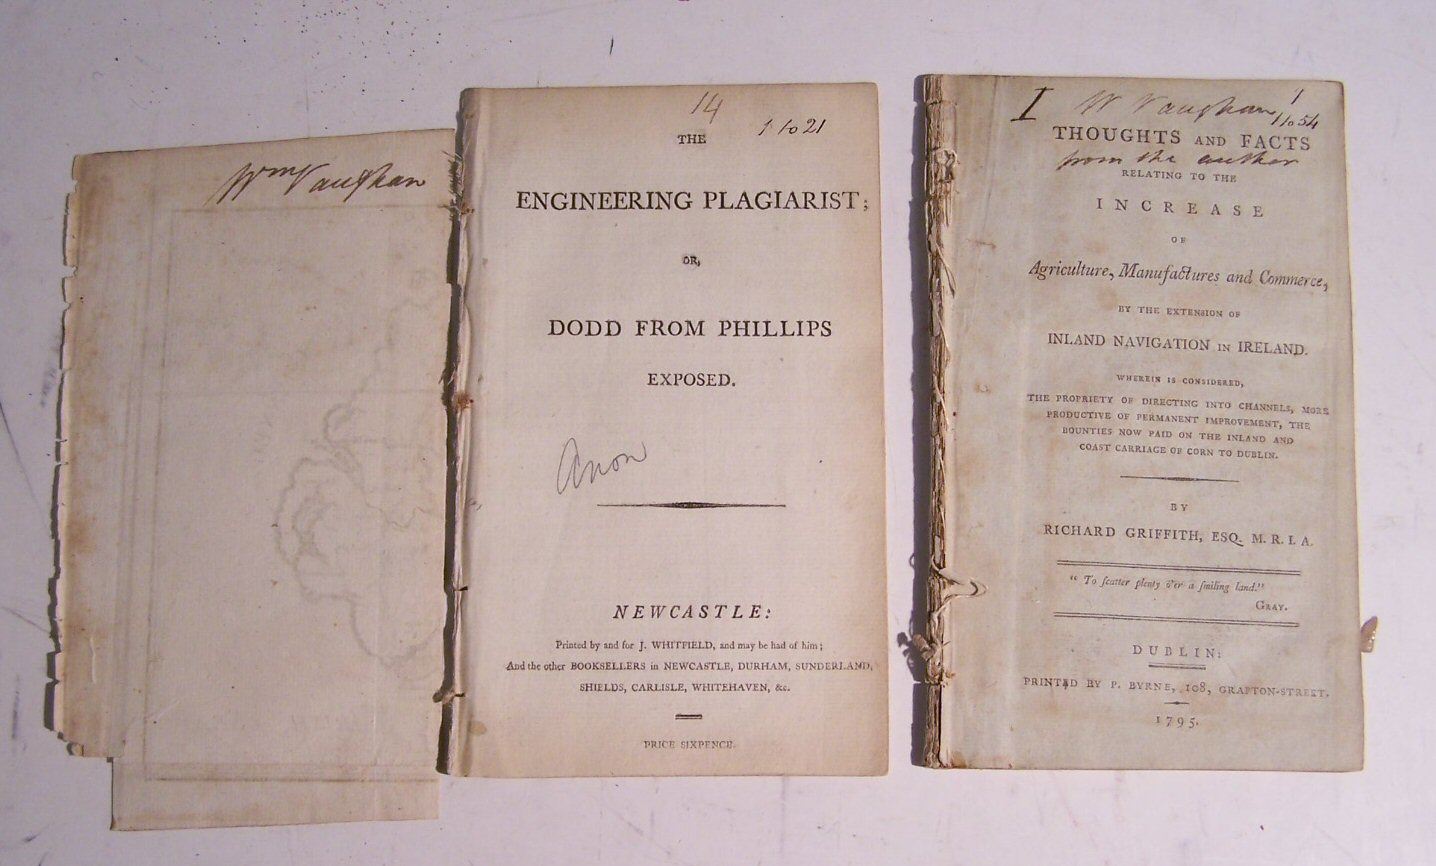 Wm Vaughan
14
1 to 21
THE
ENGINEERING PLAGIARIST;
OR,
DODD FROM PHILLIPS
EXPOSED.
Anon
NEWCASTLE:
Printed by and for J. WHITFIELD, and may be had of him;
And the other BOOKSELLERS in NEWCASTLE, DURHAM, SUNDERLAND,
SHIELDS, CARLISLE, WHITEHAVEN, &c.
PRICE SIXPENCE.
I W Vaughan 1
1 to 54
THOUGHTS AND FACTS
from the author
RELATING TO THE
INCREASE
OF
Agriculture, Manufactures and Commerce,
BY THE EXTENSION OF
INLAND NAVIGATION IN IRELAND.
WHEREIN IS CONSIDERED,
THE PROPRIETY OF DIRECTING INTO CHANNELS, MORE
PRODUCTIVE OF PERMANENT IMPROVEMENT, THE
BOUNTIES NOW PAID ON THE INLAND AND
COAST CARRIAGE OF CORN TO DUBLIN.
BY
RICHARD GRIFFITH, ESQ. M. R. I. A.
" To ſcatter plenty o'er a ſmiling land."
GRAY.
DUBLIN:
PRINTED BY P. BYRNE, 108, GRAFTON-STREET.
1795.